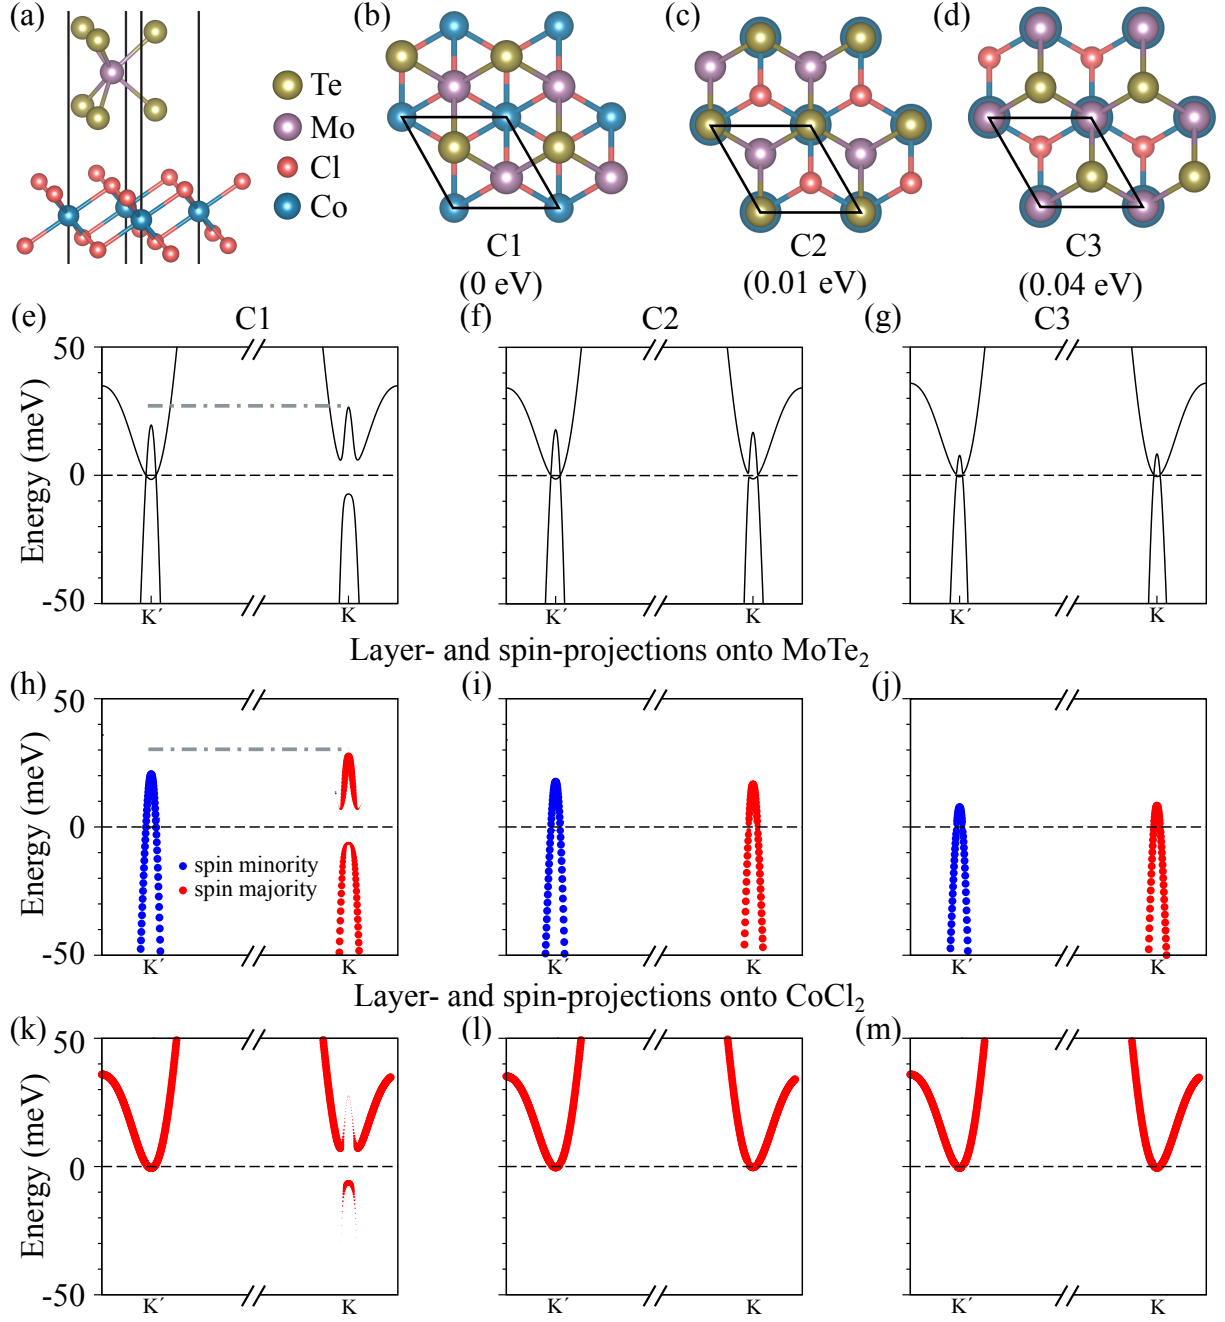 (a)
(b)
(c)
(d)
Te
Mo
Cl
Co
C1
(0 eV)
C2
(0.01 eV)
C3
(0.04 eV)
(e)
C1
(f)
C2
(g)
C3
Energy (meV)
50
0
-50
K´
K
K´
K
K´
K
Layer- and spin-projections onto MoTe₂
(h)
(i)
(j)
Energy (meV)
50
0
-50
spin minority
spin majority
K´
K
K´
K
K´
K
Layer- and spin-projections onto CoCl₂
(k)
(l)
(m)
Energy (meV)
50
0
-50
K´
K
K´
K
K´
K